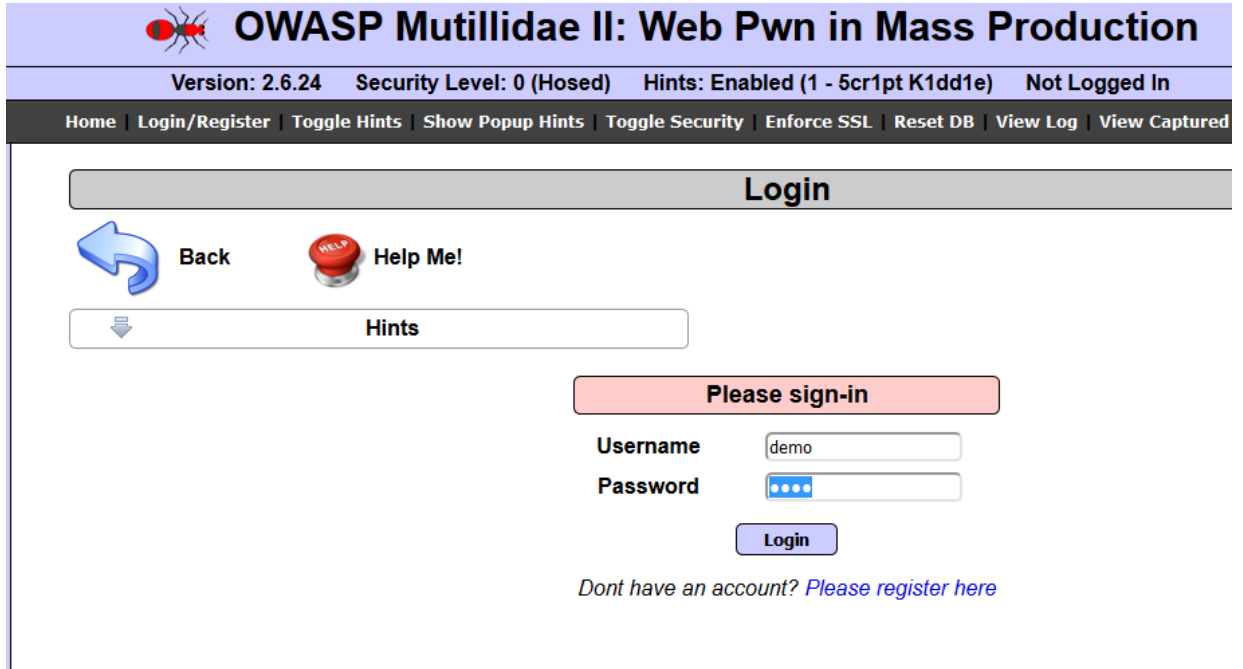 OWASP Mutillidae II: Web Pwn in Mass Production
Version: 2.6.24 Security Level: 0 (Hosed) Hints: Enabled (1 - 5cr1pt K1dd1e) Not Logged In
Home | Login/Register | Toggle Hints | Show Popup Hints | Toggle Security | Enforce SSL | Reset DB | View Log | View Captured
Login
Back HELP Help Me!
Hints
Please sign-in
Username demo
Password ●●●●
Login
Dont have an account? Please register here